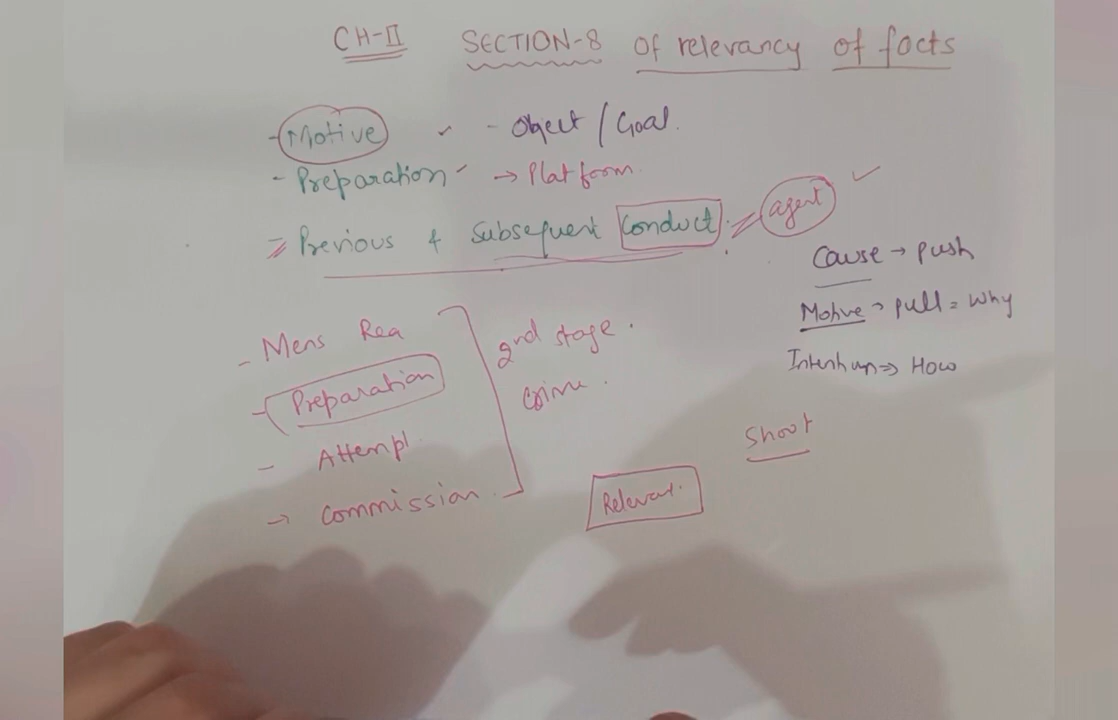 CH-II SECTION-8 of relevancy of facts
- Motive ✓ - Object / Goal.
- Preparation → Platform.
Previous & Subsequent Conduct. agent ✓
Cause → push
Motive → pull = Why
Intention => How
- Mens Rea
- Preparation
- Attempt
→ Commission.
2nd stage.
crime.
Shoot
Relevant.